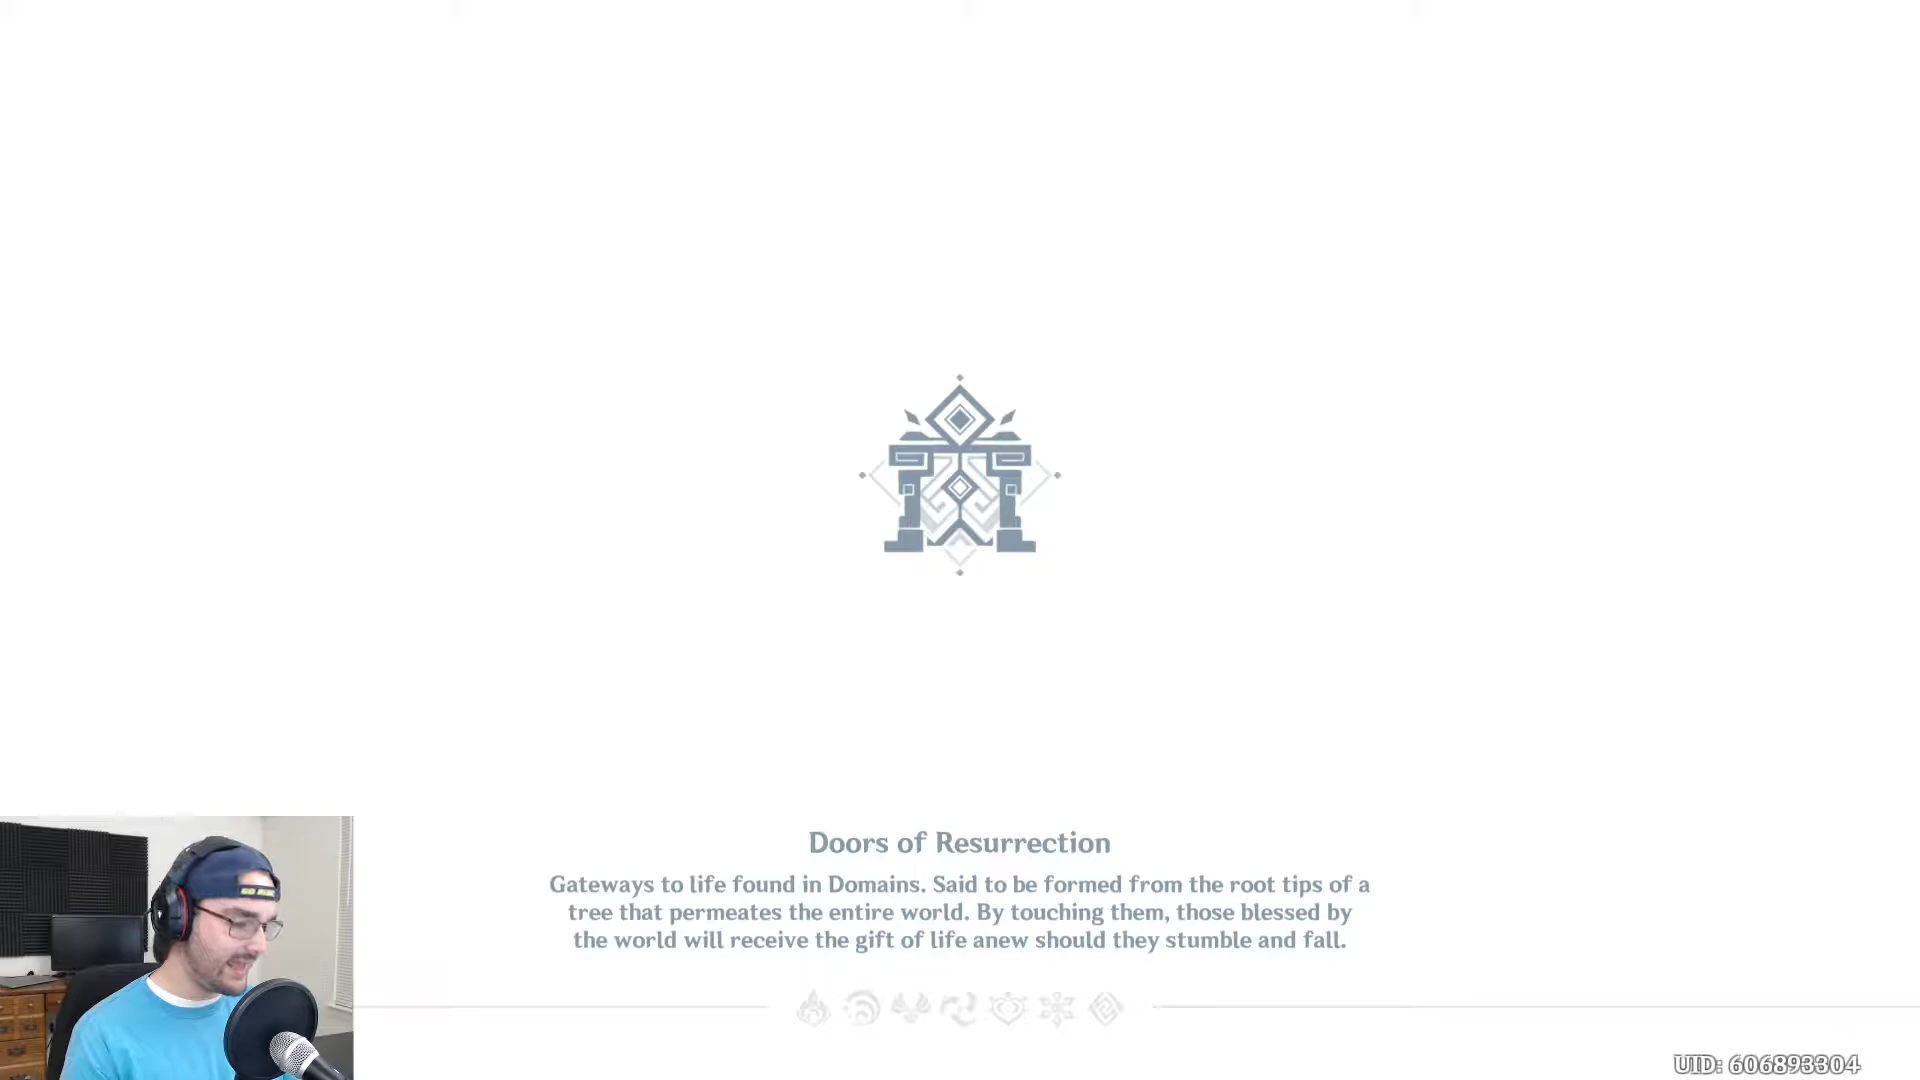 Doors of Resurrection
Gateways to life found in Domains. Said to be formed from the root tips of a
tree that permeates the entire world. By touching them, those blessed by
the world will receive the gift of life anew should they stumble and fall.
UID: 606893304